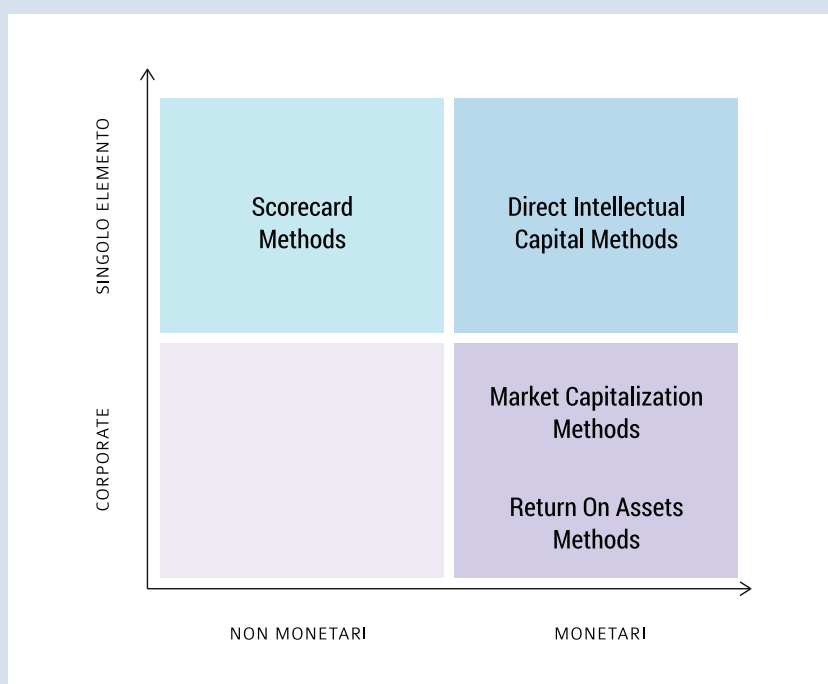 SINGOLO ELEMENTO
Scorecard
Methods
Direct Intellectual
Capital Methods
CORPORATE
Market Capitalization
Methods
Return On Assets
Methods
NON MONETARI
MONETARI